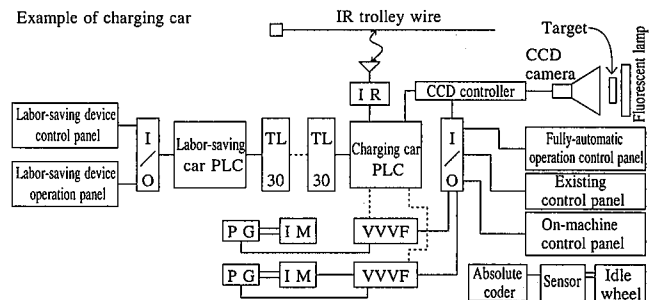 Example of charging car
IR trolley wire
Target
CCD
camera
Fluorescent lamp
I R
CCD controller
Labor-saving device
control panel
Labor-saving device
operation panel
I
/
O
Labor-saving
car PLC
TL
30
TL
30
Charging car
PLC
I
/
O
Fully-automatic
operation control panel
Existing
control panel
On-machine
control panel
P G
I M
VVVF
P G
I M
VVVF
Absolute
coder
Sensor
Idle
wheel